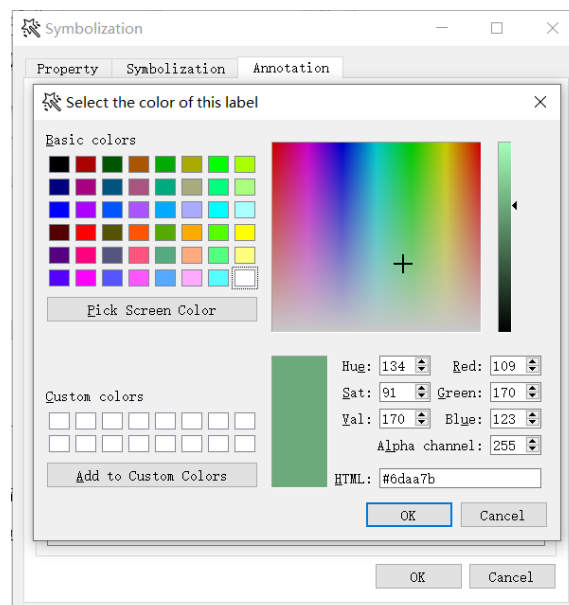 Symbolization
Property Symbolization Annotation
Select the color of this label
Basic colors
Pick Screen Color
Hue: 134 Red: 109
Custom colors Sat: 91 Green: 170
Val: 170 Blue: 123
Alpha channel: 255
Add to Custom Colors HTML: #6daa7b
OK Cancel
OK Cancel